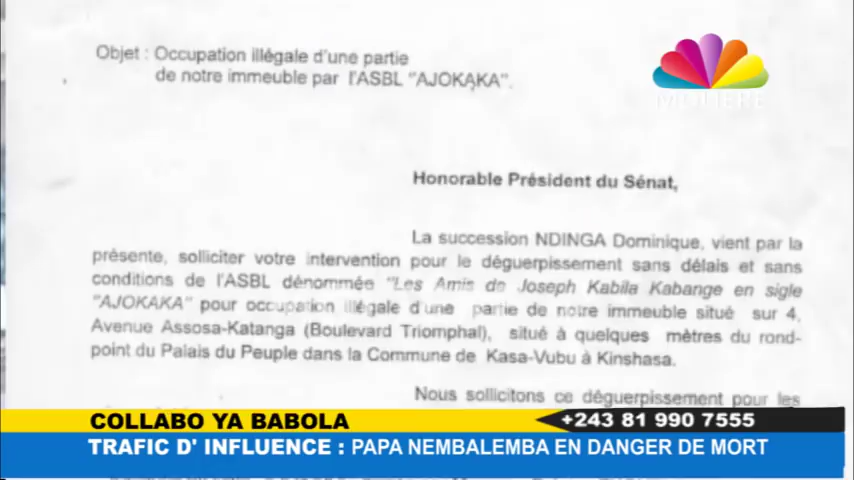 Objet : Occupation illégale d'une partie
de notre immeuble par l'ASBL "AJOKAKA".
MOLIERE
Honorable Président du Sénat,
La succession NDINGA Dominique, vient par la
présente, solliciter votre intervention pour le déguerpissement sans délais et sans
conditions de l'ASBL dénommée "Les Amis de Joseph Kabila Kabange en sigle
"AJOKAKA" pour occupation illégale d'une partie de notre immeuble situé sur 4,
Avenue Assosa-Katanga (Boulevard Triomphal), situé à quelques mètres du rond-
point du Palais du Peuple dans la Commune de Kasa-Vubu à Kinshasa.
Nous sollicitons ce déguerpissement pour les
COLLABO YA BABOLA
+243 81 990 7555
TRAFIC D' INFLUENCE : PAPA NEMBALEMBA EN DANGER DE MORT